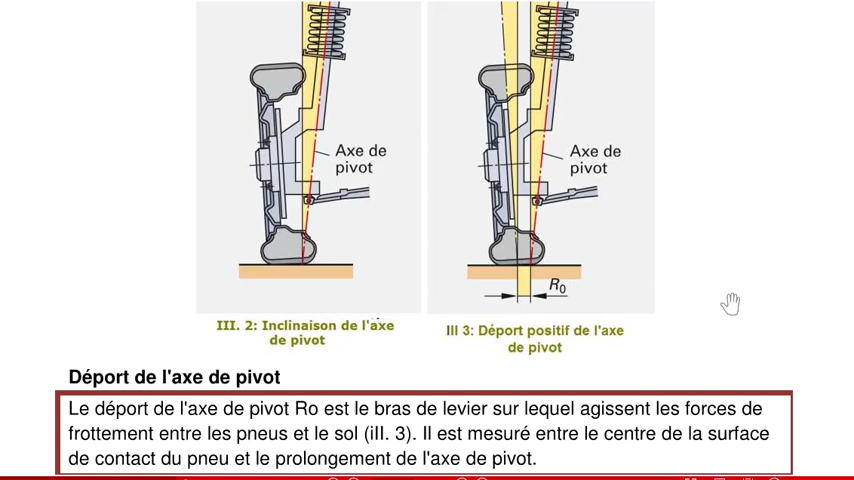 Axe de
pivot
Axe de
pivot
R0
III. 2: Inclinaison de l'axe
de pivot
III 3: Déport positif de l'axe
de pivot
Déport de l'axe de pivot
Le déport de l'axe de pivot Ro est le bras de levier sur lequel agissent les forces de
frottement entre les pneus et le sol (iII. 3). Il est mesuré entre le centre de la surface
de contact du pneu et le prolongement de l'axe de pivot.